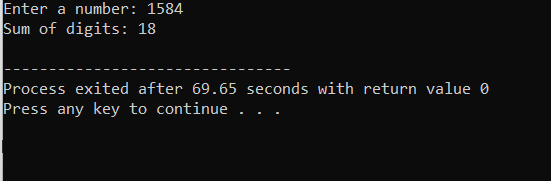 Enter a number: 1584
Sum of digits: 18
--------------------------------
Process exited after 69.65 seconds with return value 0
Press any key to continue . . .